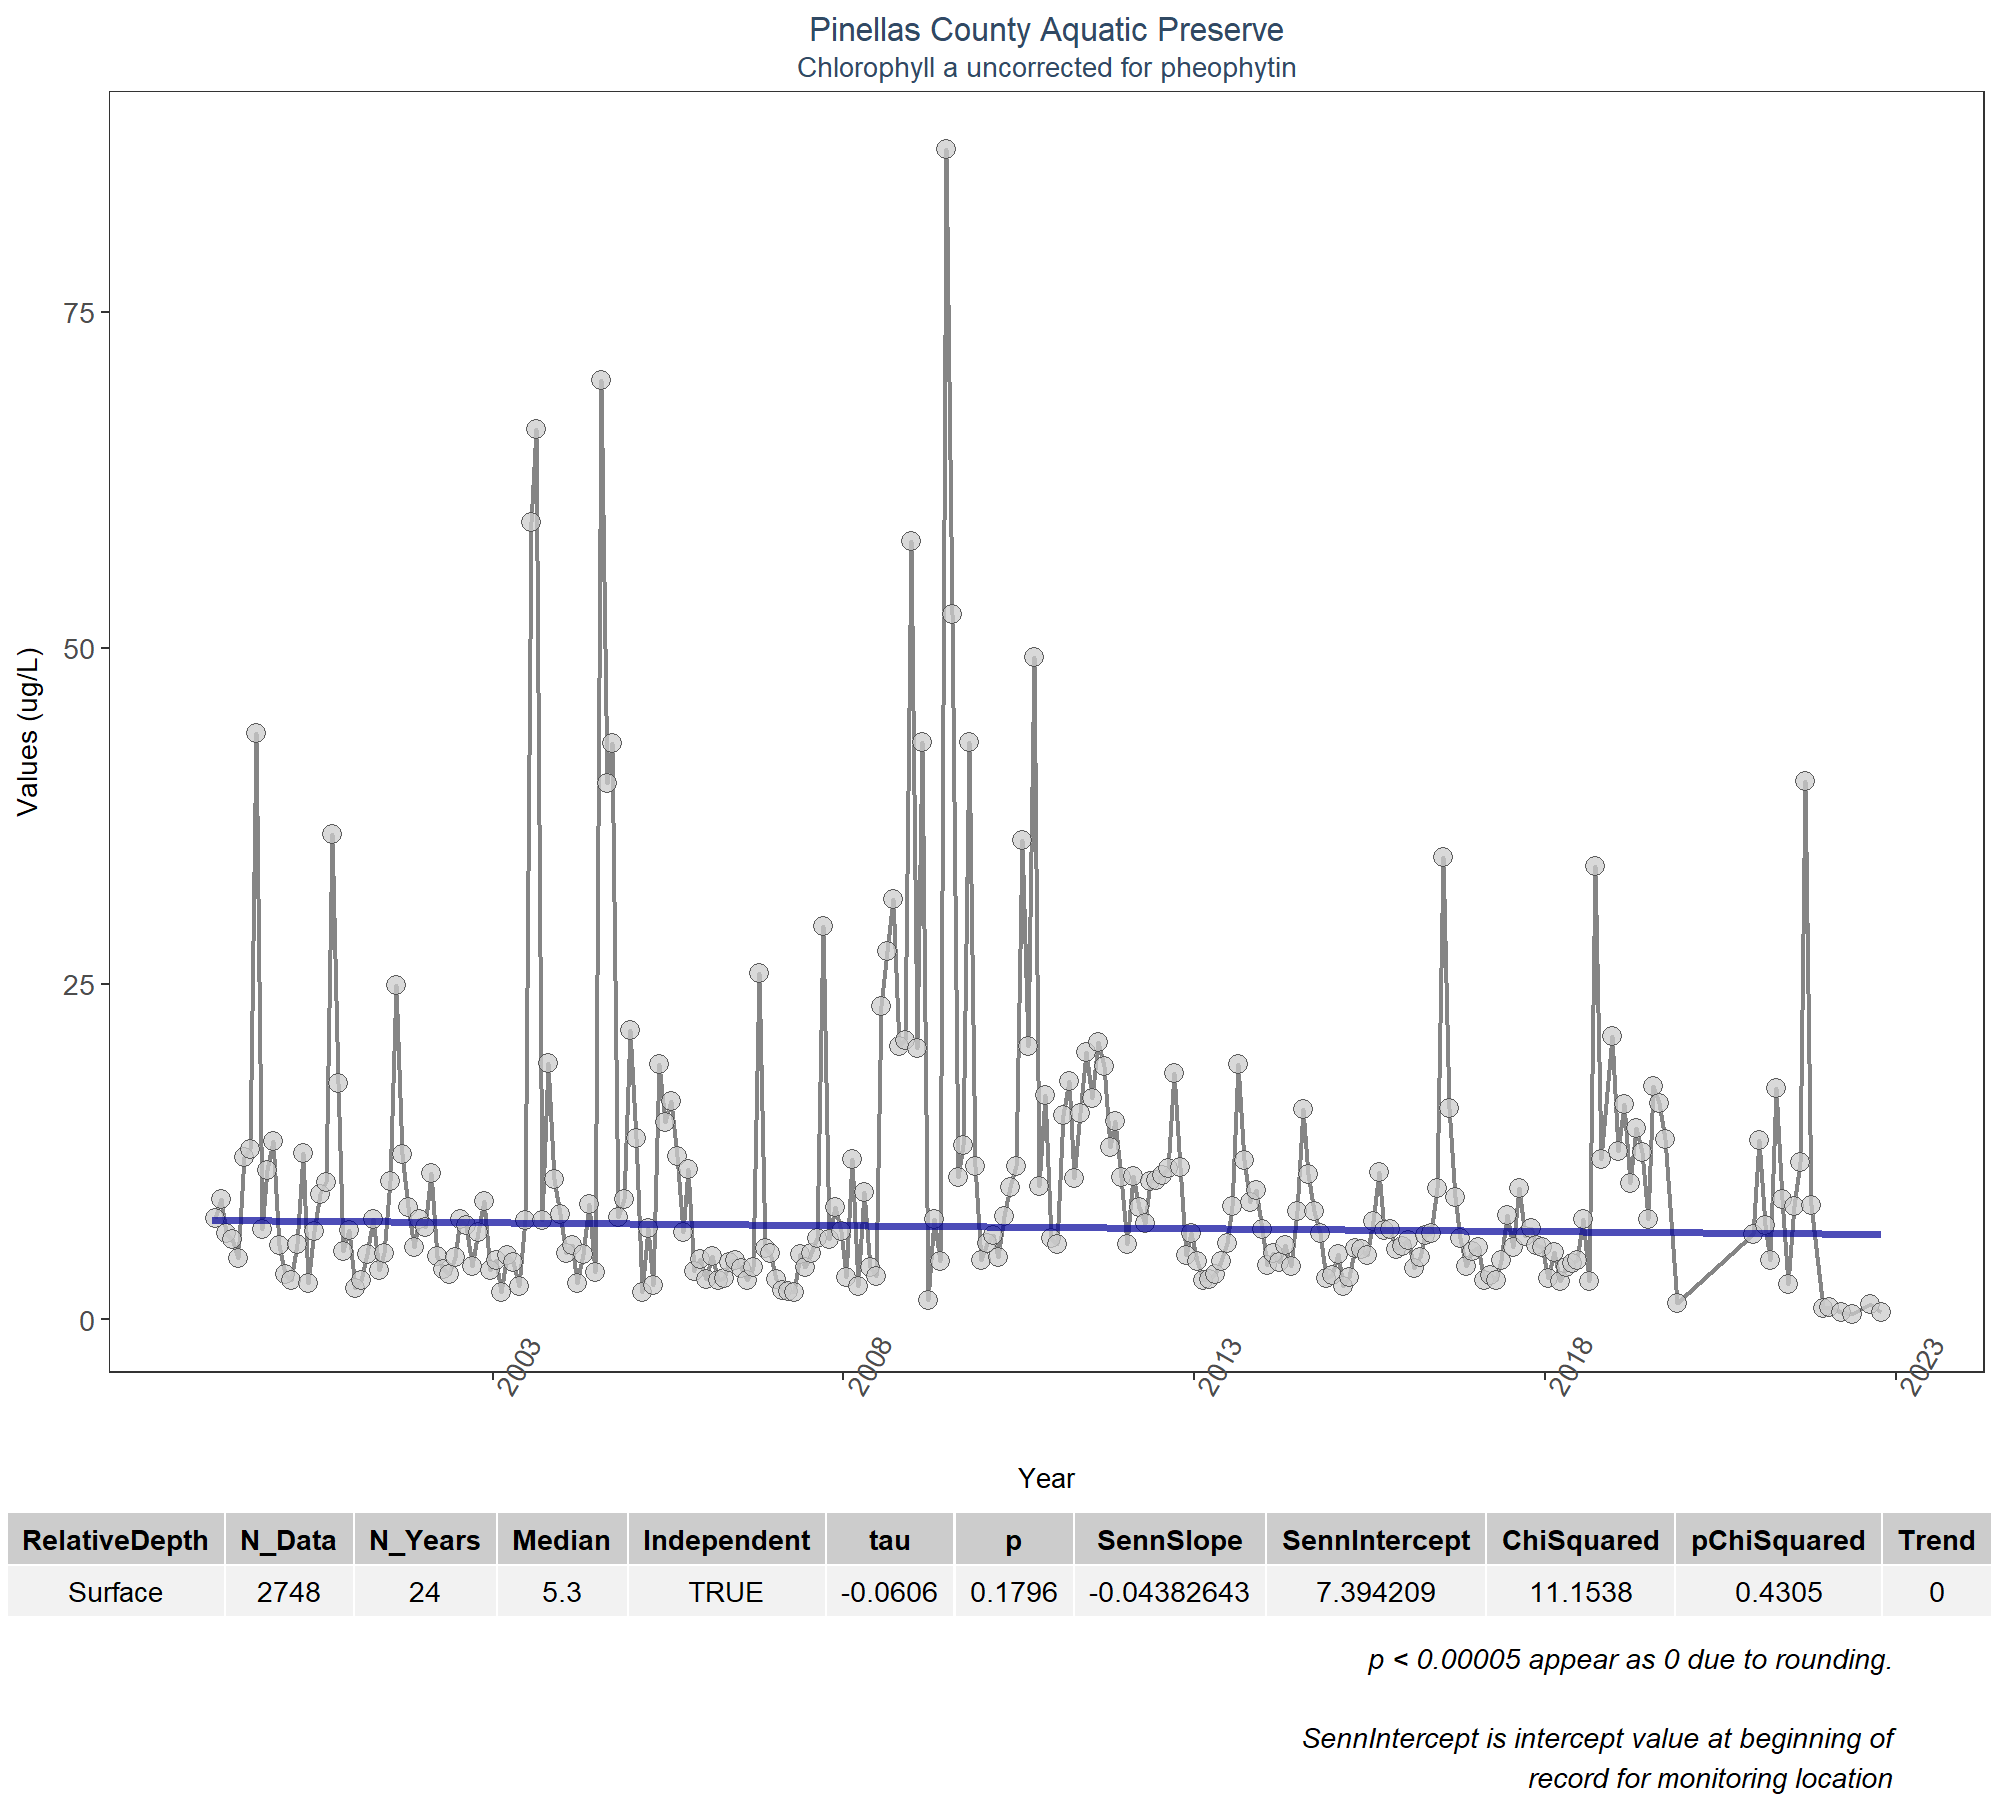 Pinellas County Aquatic Preserve
Chlorophyll a uncorrected for pheophytin
Values (ug/L)
75
50
25
0
2003
2008
2013
2018
2023
Year
RelativeDepth N_Data N_Years Median Independent tau p SennSlope SennIntercept ChiSquared pChiSquared Trend
Surface 2748 24 5.3 TRUE -0.0606 0.1796 -0.04382643 7.394209 11.1538 0.4305 0
p < 0.00005 appear as 0 due to rounding.
SennIntercept is intercept value at beginning of
record for monitoring location